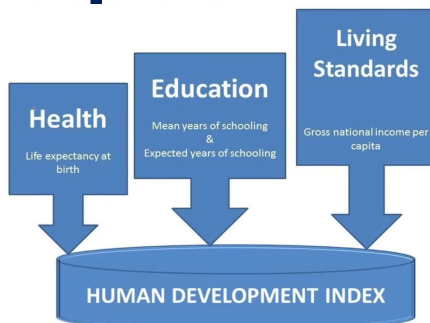 Health
Life expectancy at
birth
Education
Mean years of schooling
&
Expected years of schooling
Living
Standards
Gross national income per
capita
HUMAN DEVELOPMENT INDEX